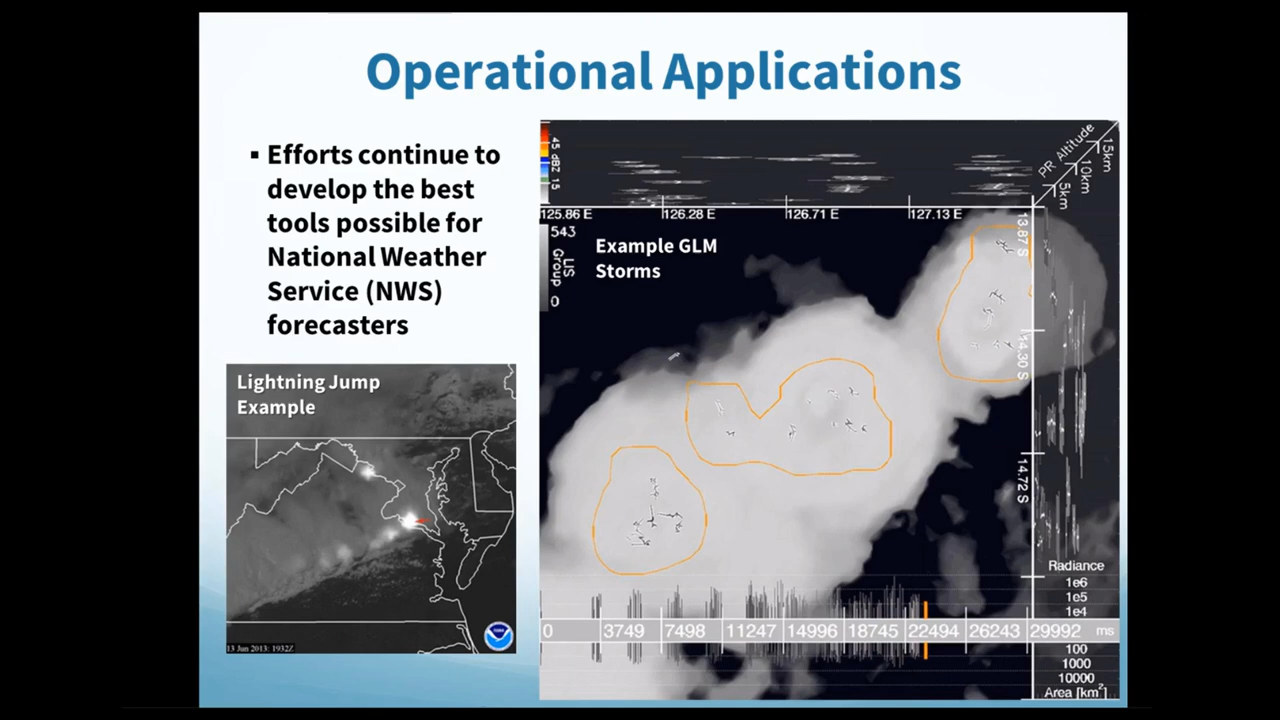 Operational Applications
▪ Efforts continue to
develop the best
tools possible for
National Weather
Service (NWS)
forecasters
Lightning Jump
Example
13 Jun 2013: 1932Z
45 dBZ 15
PR Altitude
5km
10km
15km
125.86 E
126.28 E
126.71 E
127.13 E
543
LIS
Group
0
Example GLM
Storms
13.87 S
14.30 S
14.72 S
Radiance
1e6
1e5
1e4
0 3749 7498 11247 14996 18745 22494 26243 29992 ms
100
1000
10000
Area [km²]